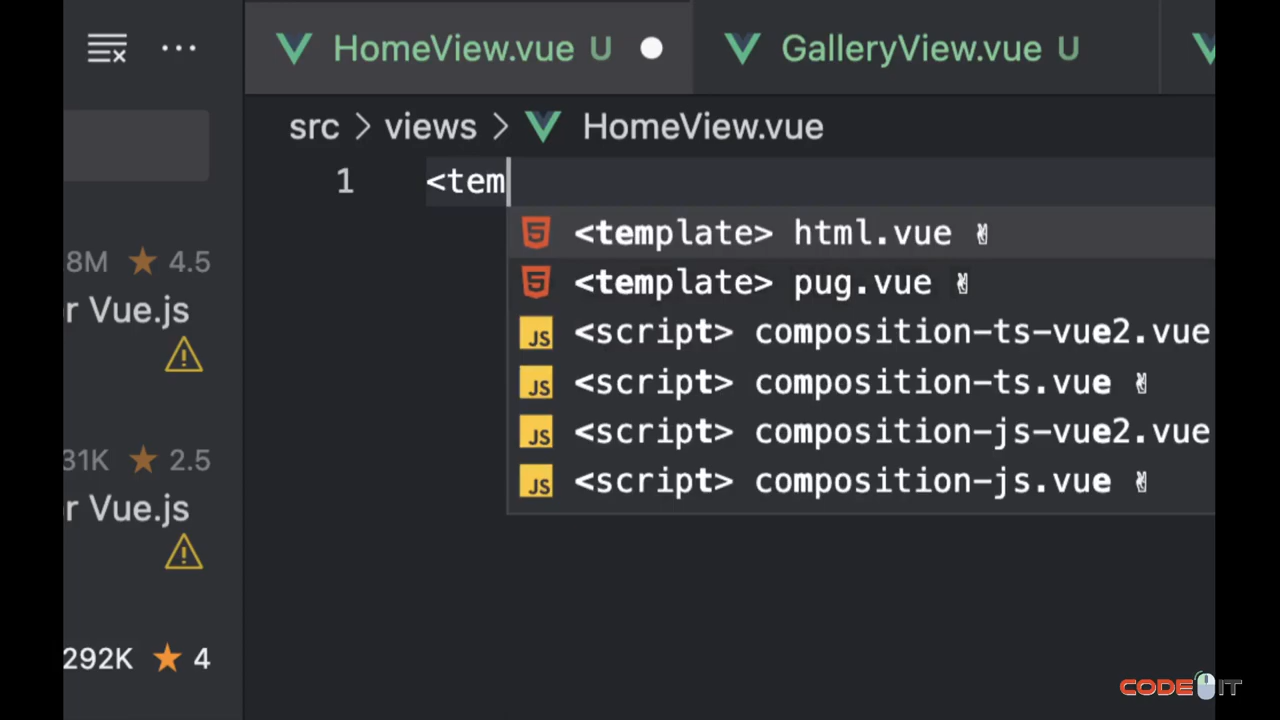 HomeView.vue U
GalleryView.vue U
src > views > HomeView.vue
1 <tem
<template> html.vue ✌
<template> pug.vue ✌
<script> composition-ts-vue2.vue
<script> composition-ts.vue ✌
<script> composition-js-vue2.vue
<script> composition-js.vue ✌
8M ★ 4.5
r Vue.js
31K ★ 2.5
r Vue.js
292K ★ 4
CODE IT